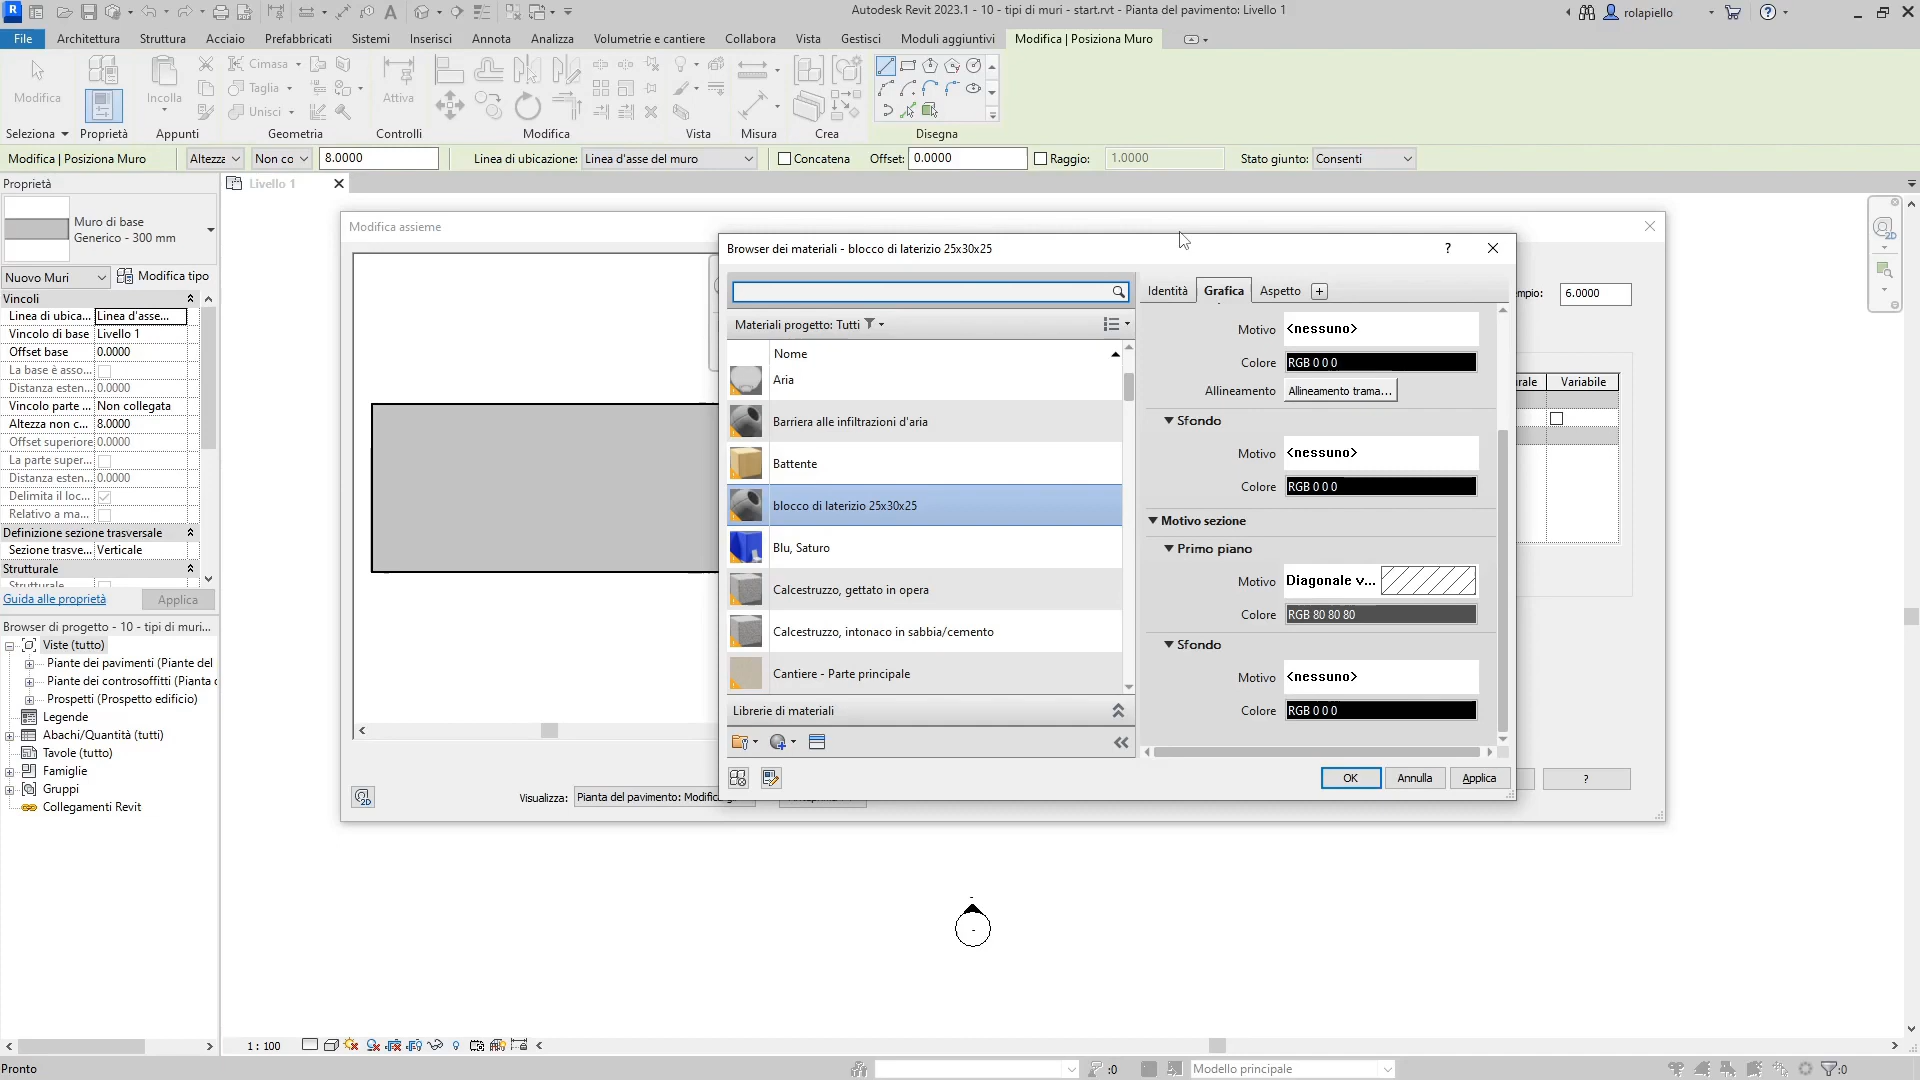 Autodesk Revit 2023.1 - 10 - tipi di muri - start.rvt - Pianta del pavimento: Livello 1
rolapiello
File
Architettura
Struttura
Acciaio
Prefabbricati
Sistemi
Inserisci
Annota
Analizza
Volumetrie e cantiere
Collabora
Vista
Gestisci
Moduli aggiuntivi
Modifica | Posiziona Muro
Modifica
Incolla
Cimasa
Taglia
Unisci
Attiva
Seleziona
Proprietà
Appunti
Geometria
Controlli
Modifica
Vista
Misura
Crea
Disegna
Modifica | Posiziona Muro
Altezz
Non co
8.0000
Linea di ubicazione:
Linea d'asse del muro
Concatena
Offset:
0.0000
Raggio:
1.0000
Stato giunto:
Consenti
Proprietà
Livello 1
Muro di base
Generico - 300 mm
Nuovo Muri
Modifica tipo
Vincoli
Linea di ubica...
Linea d'asse...
Vincolo di base
Livello 1
Offset base
0.0000
La base è asso...
Distanza esten...
0.0000
Vincolo parte ...
Non collegata
Altezza non c...
8.0000
Offset superiore
0.0000
La parte super...
Distanza esten...
0.0000
Delimita il loc...
Relativo a ma...
Definizione sezione trasversale
Sezione trasve...
Verticale
Strutturale
Strutturale
Guida alle proprietà
Applica
Browser di progetto - 10 - tipi di muri...
Viste (tutto)
Piante dei pavimenti (Piante del
Piante dei controsoffitti (Pianta
Prospetti (Prospetto edificio)
Legende
Abachi/Quantità (tutti)
Tavole (tutto)
Famiglie
Gruppi
Collegamenti Revit
Modifica assieme
mpio:
6.0000
urale
Variabile
Visualizza:
Pianta del pavimento: Modific
?
Browser dei materiali - blocco di laterizio 25x30x25
?
Materiali progetto: Tutti
Nome
Aria
Barriera alle infiltrazioni d'aria
Battente
blocco di laterizio 25x30x25
Blu, Saturo
Calcestruzzo, gettato in opera
Calcestruzzo, intonaco in sabbia/cemento
Cantiere - Parte principale
Librerie di materiali
Identità
Grafica
Aspetto
+
Motivo
<nessuno>
Colore
RGB 0 0 0
Allineamento
Allineamento trama...
Sfondo
Motivo
<nessuno>
Colore
RGB 0 0 0
Motivo sezione
Primo piano
Motivo
Diagonale v...
Colore
RGB 80 80 80
Sfondo
Motivo
<nessuno>
Colore
RGB 0 0 0
OK
Annulla
Applica
1 : 100
Pronto
:0
Modello principale
:0